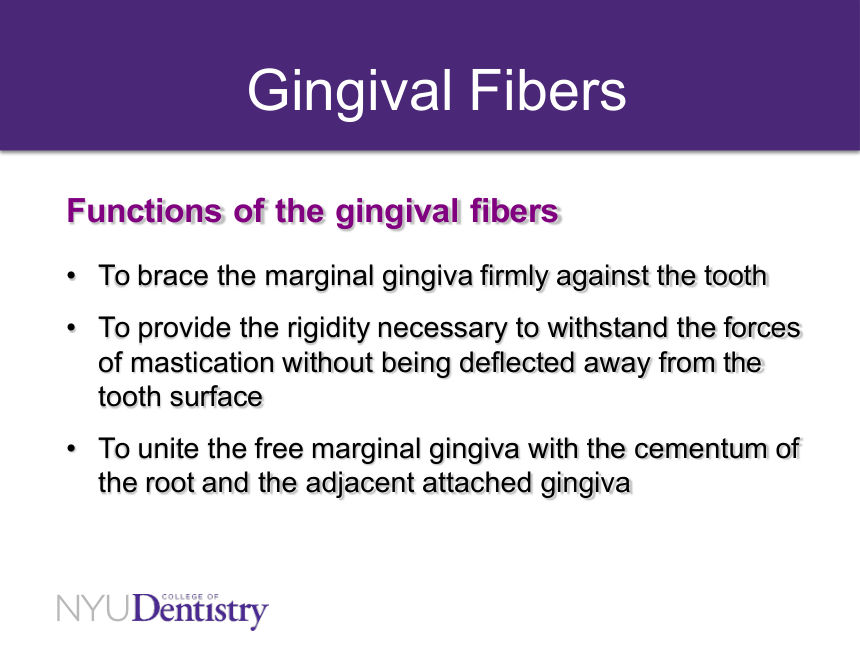 Gingival Fibers
Functions of the gingival fibers
• To brace the marginal gingiva firmly against the tooth
• To provide the rigidity necessary to withstand the forces
of mastication without being deflected away from the
tooth surface
• To unite the free marginal gingiva with the cementum of
the root and the adjacent attached gingiva
COLLEGE OF
NYU Dentistry